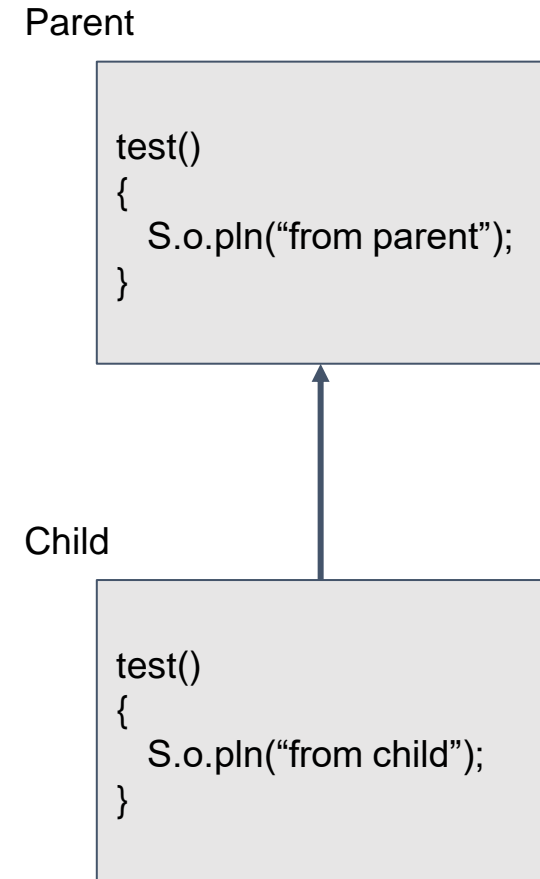 Parent
test()
{
S.o.pln(“from parent”);
}
Child
test()
{
S.o.pln(“from child”);
}